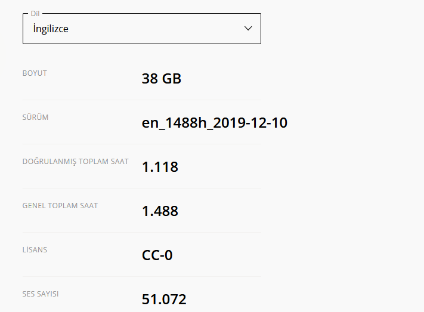 Dil
İngilizce
BOYUT
38 GB
SÜRÜM
en_1488h_2019-12-10
DOĞRULANMIŞ TOPLAM SAAT
1.118
GENEL TOPLAM SAAT
1.488
LİSANS
CC-0
SES SAYISI
51.072